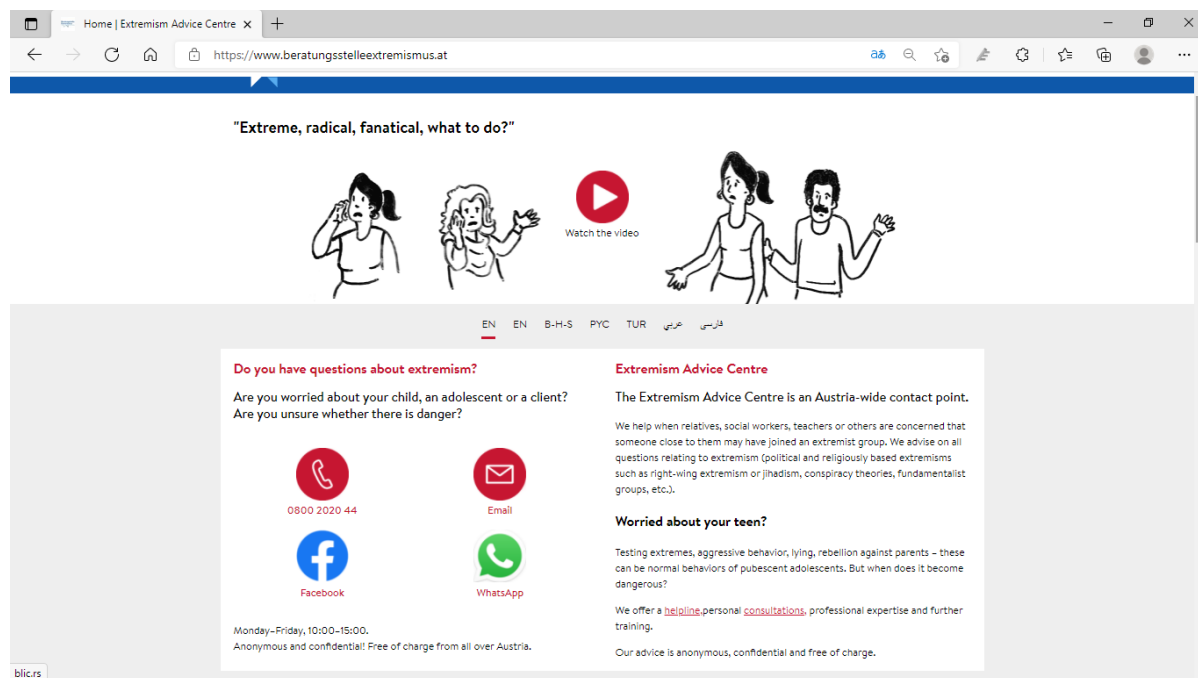 Home | Extremism Advice Centre
https://www.beratungsstelleextremismus.at
"Extreme, radical, fanatical, what to do?"
Watch the video
EN EN B-H-S РУС TUR عربي فارسی
Do you have questions about extremism?
Are you worried about your child, an adolescent or a client?
Are you unsure whether there is danger?
0800 2020 44
Email
Facebook
WhatsApp
Monday–Friday, 10:00–15:00.
Anonymous and confidential! Free of charge from all over Austria.
Extremism Advice Centre
The Extremism Advice Centre is an Austria-wide contact point.
We help when relatives, social workers, teachers or others are concerned that
someone close to them may have joined an extremist group. We advise on all
questions relating to extremism (political and religiously based extremisms
such as right-wing extremism or jihadism, conspiracy theories, fundamentalist
groups, etc.).
Worried about your teen?
Testing extremes, aggressive behavior, lying, rebellion against parents – these
can be normal behaviors of pubescent adolescents. But when does it become
dangerous?
We offer a helpline,personal consultations, professional expertise and further
training.
Our advice is anonymous, confidential and free of charge.
blic.rs